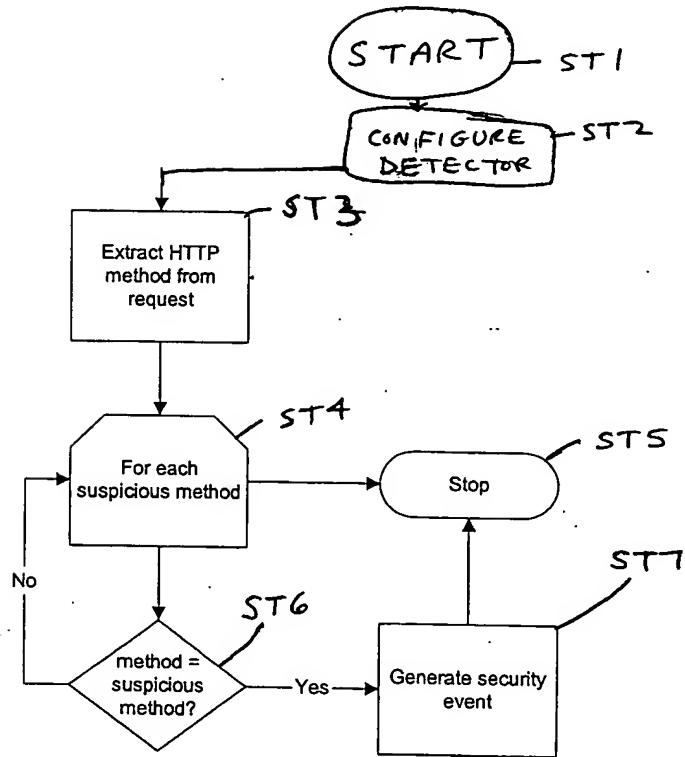 START
ST1
CONFIGURE
DETECTOR
ST2
ST3
Extract HTTP
method from
request
ST4
For each
suspicious method
ST5
Stop
No
ST6
method =
suspicious
method?
Yes
ST7
Generate security
event